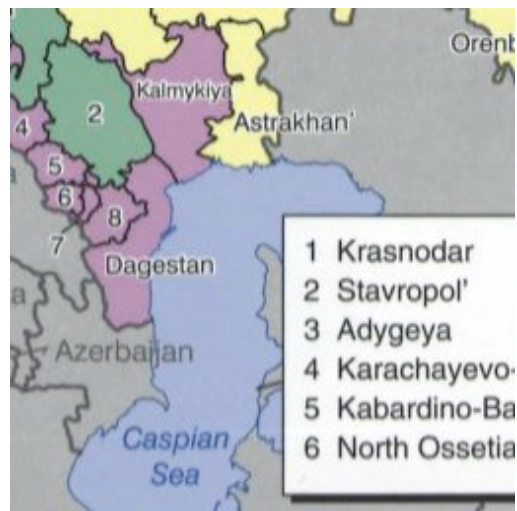 Orenb
Kalmykiya
2
Astrakhan'
4
5
6
8
7
Dagestan
a
Azerbaijan
Caspian
Sea
1 Krasnodar
2 Stavropol'
3 Adygeya
4 Karachayevo-
5 Kabardino-Ba
6 North Ossetia